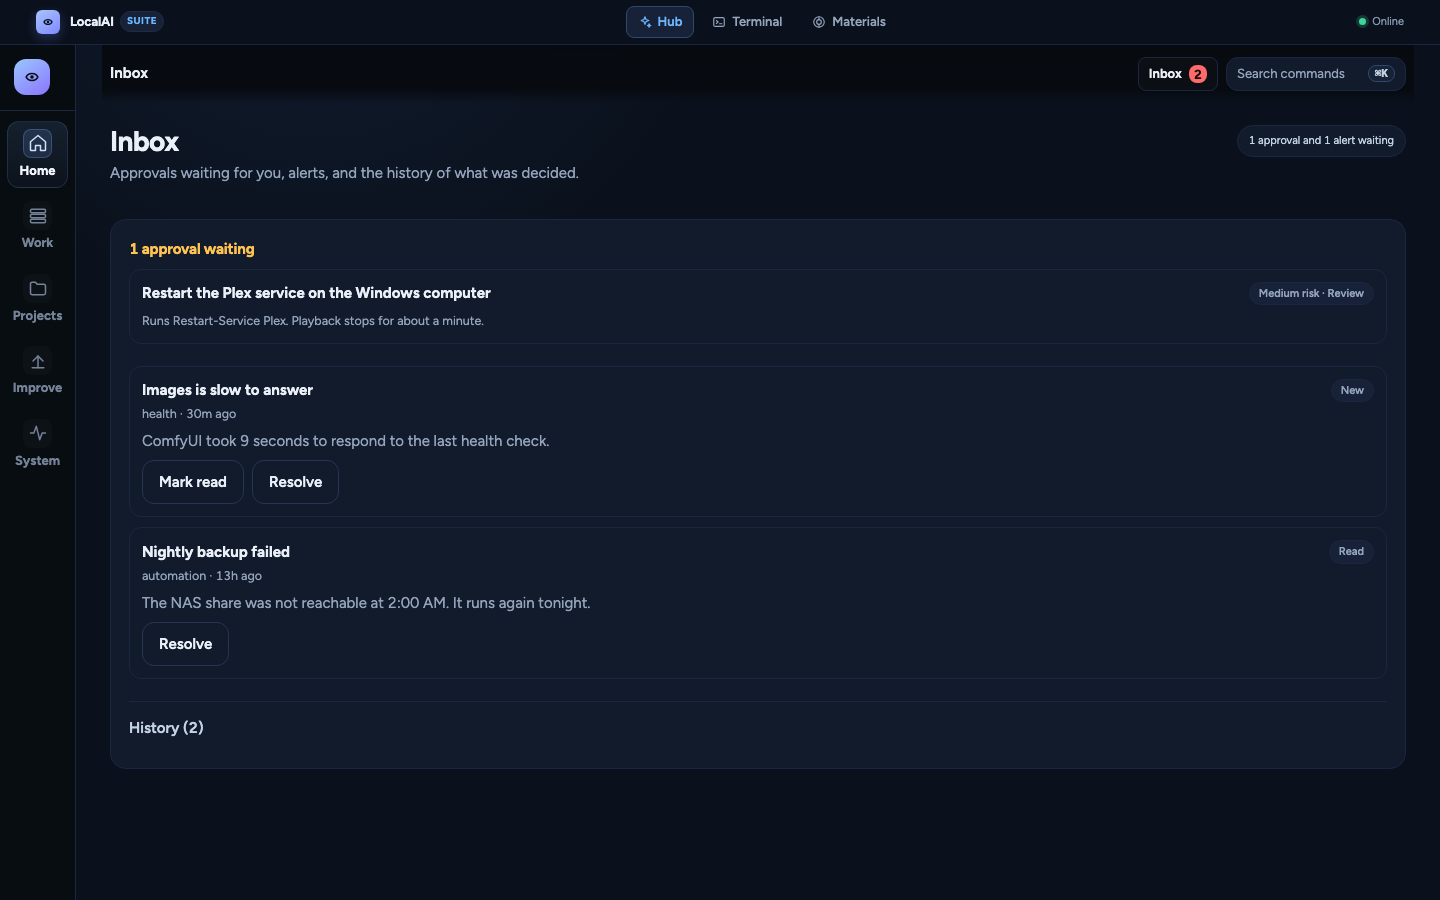 LocalAI SUITE
Hub Terminal Materials
Online
Inbox
Inbox 2
Search commands ⌘K
Home
Work
Projects
Improve
System
Inbox
Approvals waiting for you, alerts, and the history of what was decided.
1 approval and 1 alert waiting
1 approval waiting
Restart the Plex service on the Windows computer
Medium risk · Review
Runs Restart-Service Plex. Playback stops for about a minute.
Images is slow to answer
New
health · 30m ago
ComfyUI took 9 seconds to respond to the last health check.
Mark read Resolve
Nightly backup failed
Read
automation · 13h ago
The NAS share was not reachable at 2:00 AM. It runs again tonight.
Resolve
History (2)